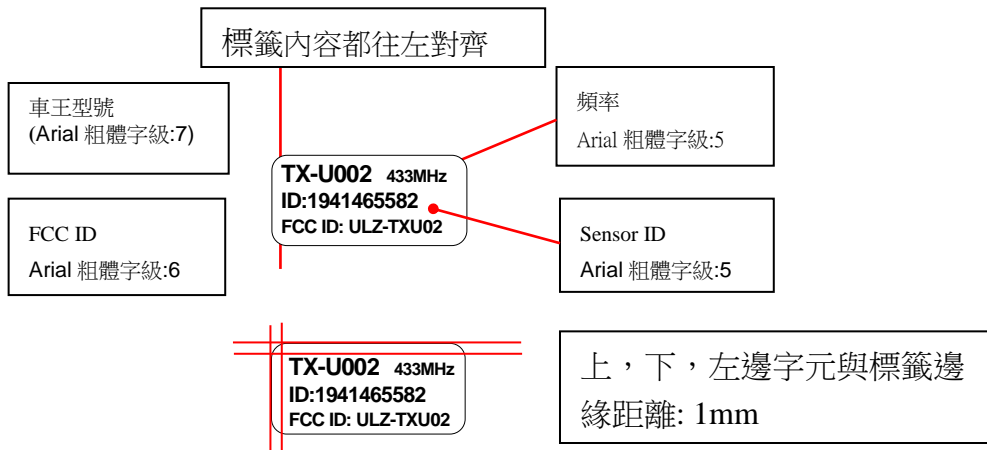 標籤內容都往左對齊
車王型號
(Arial 粗體字級:7)
頻率
Arial 粗體字級:5
TX-U002 433MHz
ID:1941465582
FCC ID: ULZ-TXU02
FCC ID
Arial 粗體字級:6
Sensor ID
Arial 粗體字級:5
TX-U002 433MHz
ID:1941465582
FCC ID: ULZ-TXU02
上，下，左邊字元與標籤邊
緣距離: 1mm